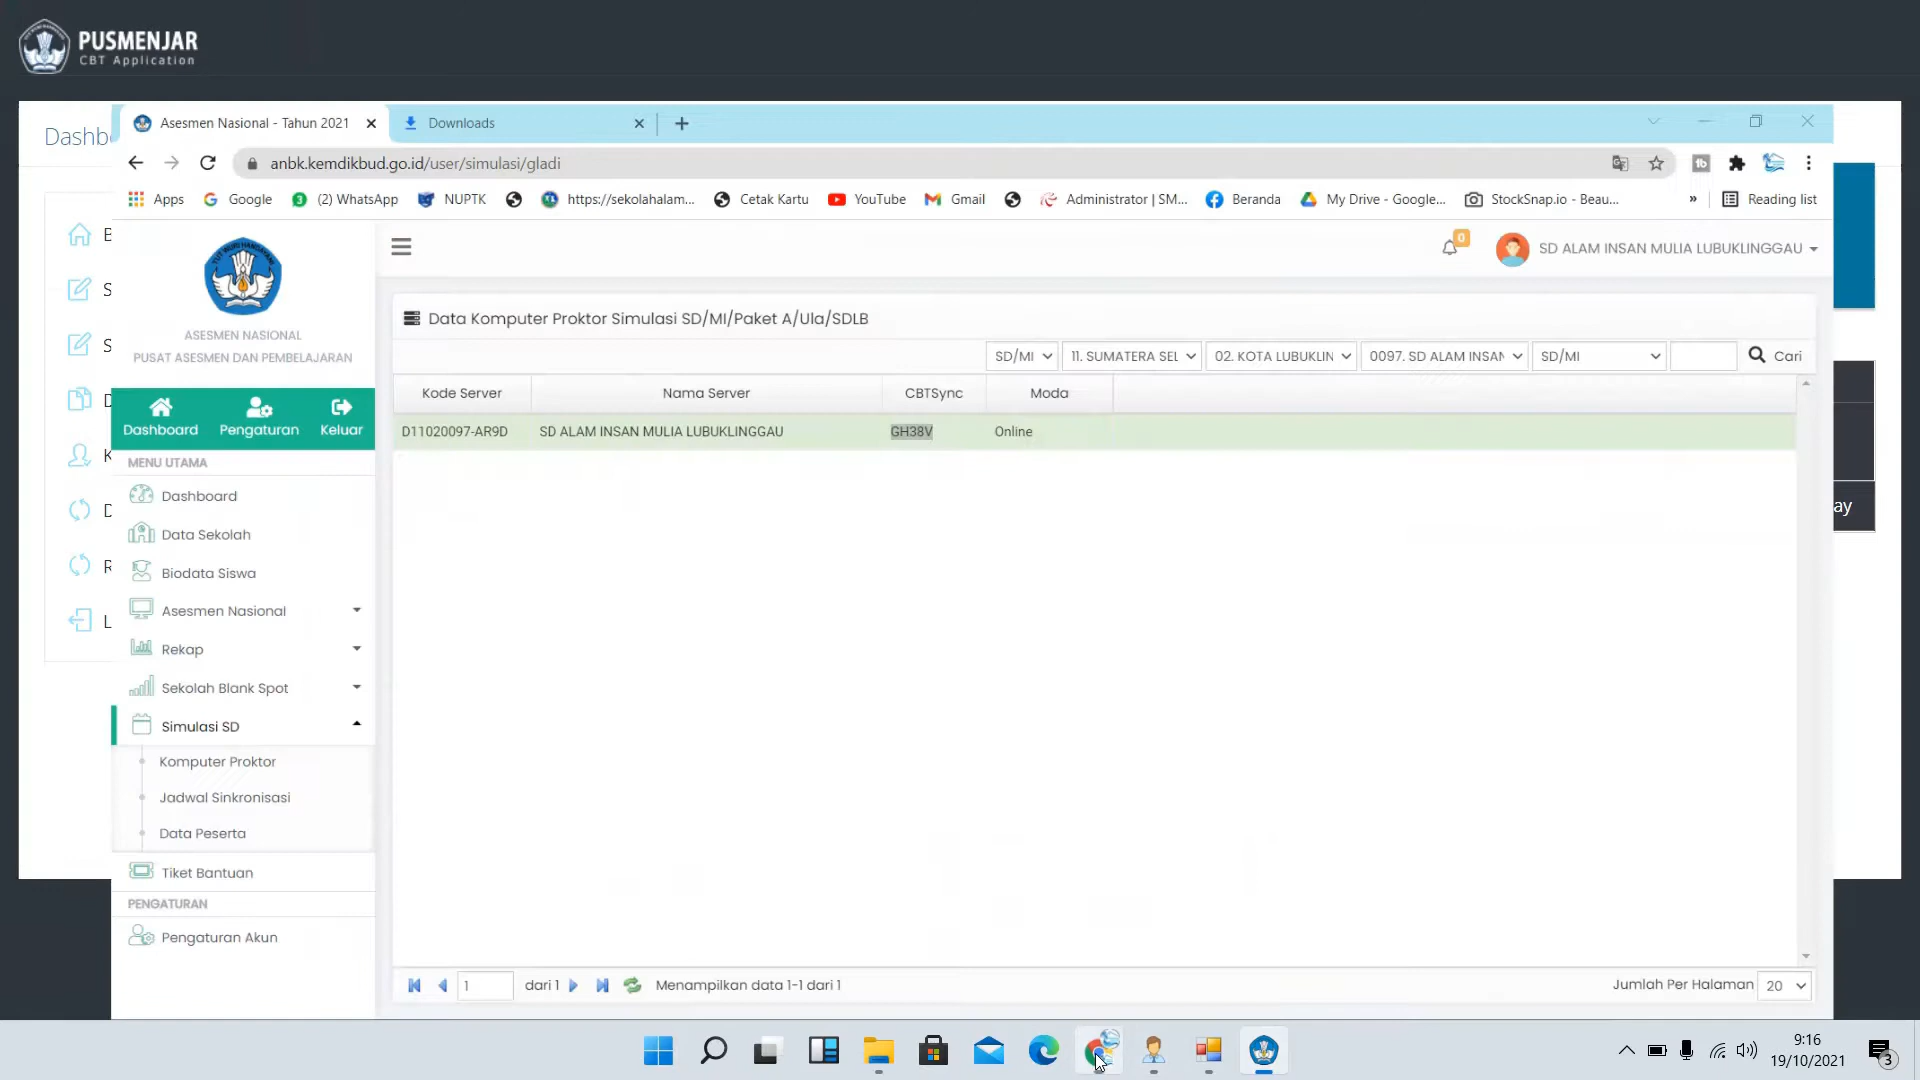 PUSMENJAR
CBT Application
Asesmen Nasional - Tahun 2021
Downloads
anbk.kemdikbud.go.id/user/simulasi/gladi
Apps
Google
(2) WhatsApp
NUPTK
https://sekolahalam...
Cetak Kartu
YouTube
Gmail
Administrator | SM...
Beranda
My Drive - Google...
StockSnap.io - Beau...
»
Reading list
Dashb
B
S
S
D
K
D
R
L
ASESMEN NASIONAL
PUSAT ASESMEN DAN PEMBELAJARAN
Dashboard
Pengaturan
Keluar
MENU UTAMA
Dashboard
Data Sekolah
Biodata Siswa
Asesmen Nasional
Rekap
Sekolah Blank Spot
Simulasi SD
Komputer Proktor
Jadwal Sinkronisasi
Data Peserta
Tiket Bantuan
PENGATURAN
Pengaturan Akun
0
SD ALAM INSAN MULIA LUBUKLINGGAU
Data Komputer Proktor Simulasi SD/MI/Paket A/Ula/SDLB
SD/MI
11. SUMATERA SEL
02. KOTA LUBUKLIN
0097. SD ALAM INSAN
SD/MI
Cari
Kode Server
Nama Server
CBTSync
Moda
D11020097-AR9D
SD ALAM INSAN MULIA LUBUKLINGGAU
GH38V
Online
ay
1
dari 1
Menampilkan data 1-1 dari 1
Jumlah Per Halaman
20
9:16
19/10/2021
3